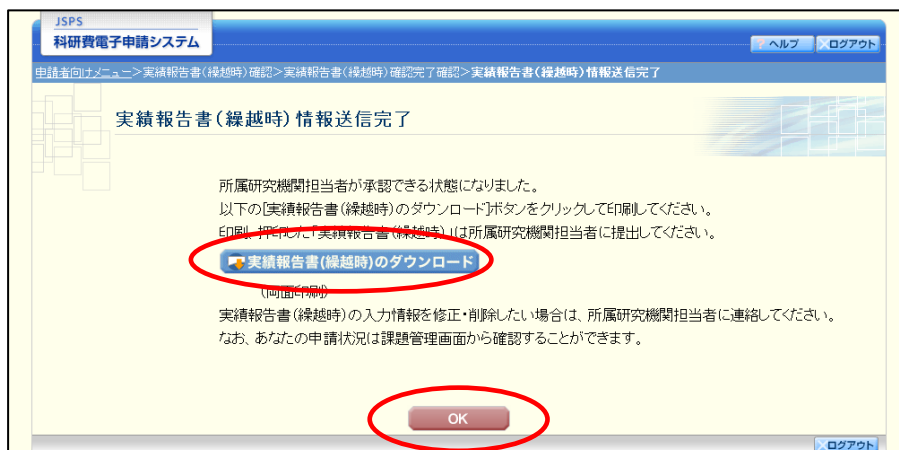 JSPS
科研費電子申請システム
? ヘルプ ログアウト
申請者向けメニュー>実績報告書(繰越時)確認>実績報告書(繰越時)確認完了確認>実績報告書(繰越時)情報送信完了
実績報告書(繰越時)情報送信完了
所属研究機関担当者が承認できる状態になりました。
以下の[実績報告書(繰越時)のダウンロード]ボタンをクリックして印刷してください。
印刷、押印した「実績報告書(繰越時)」は所属研究機関担当者に提出してください。
実績報告書(繰越時)のダウンロード
(両面印刷)
実績報告書(繰越時)の入力情報を修正・削除したい場合は、所属研究機関担当者に連絡してください。
なお、あなたの申請状況は課題管理画面から確認することができます。
OK
ログアウト